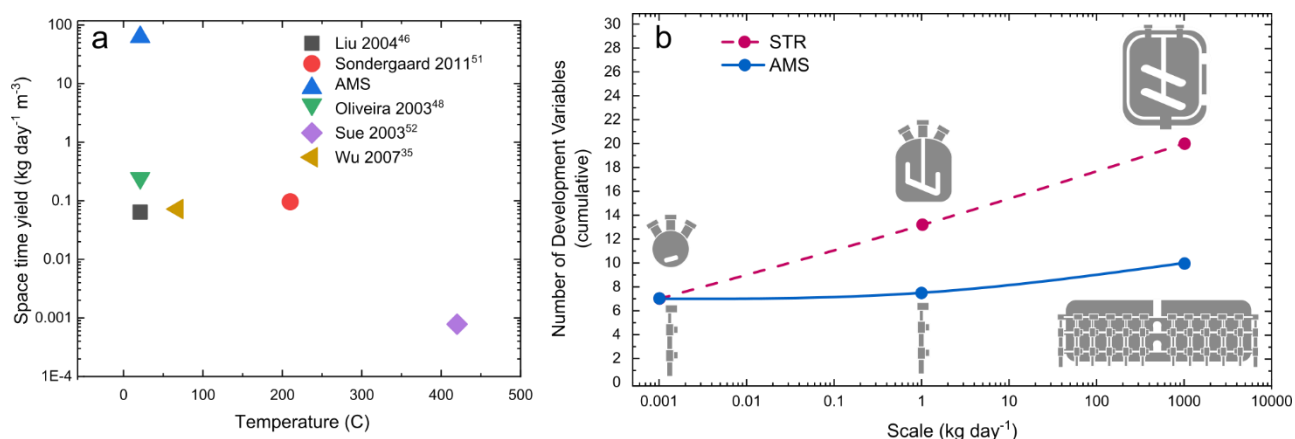 a
Space time yield (kg day⁻¹ m⁻³)
100
10
1
0.1
0.01
0.001
1E-4
0
100
200
300
400
500
Temperature (C)
Liu 2004⁴⁶
Sondergaard 2011⁵¹
AMS
Oliveira 2003⁴⁸
Sue 2003⁵²
Wu 2007³⁵
b
Number of Development Variables
(cumulative)
30
28
26
24
22
20
18
16
14
12
10
8
6
4
2
0
0.001
0.01
0.1
1
10
100
1000
10000
Scale (kg day⁻¹)
STR
AMS